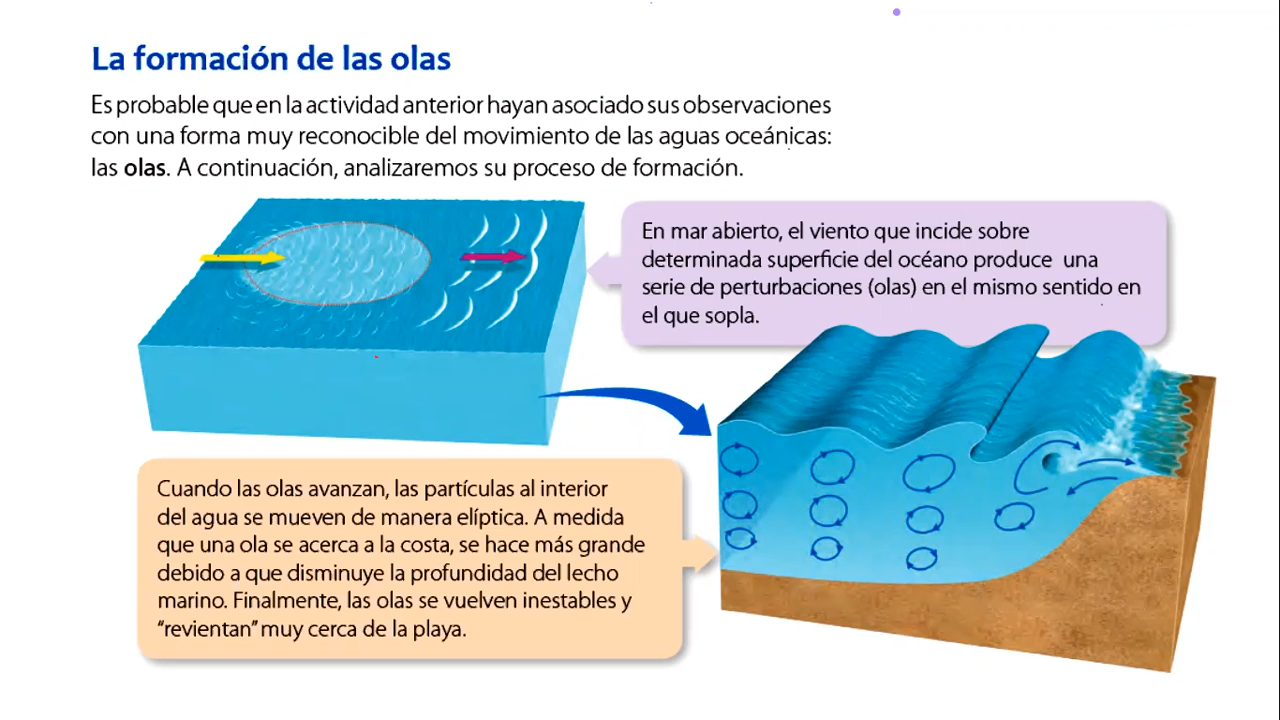 La formación de las olas
Es probable que en la actividad anterior hayan asociado sus observaciones
con una forma muy reconocible del movimiento de las aguas oceánicas:
las olas. A continuación, analizaremos su proceso de formación.
En mar abierto, el viento que incide sobre
determinada superficie del océano produce una
serie de perturbaciones (olas) en el mismo sentido en
el que sopla.
Cuando las olas avanzan, las partículas al interior
del agua se mueven de manera elíptica. A medida
que una ola se acerca a la costa, se hace más grande
debido a que disminuye la profundidad del lecho
marino. Finalmente, las olas se vuelven inestables y
“revientan” muy cerca de la playa.